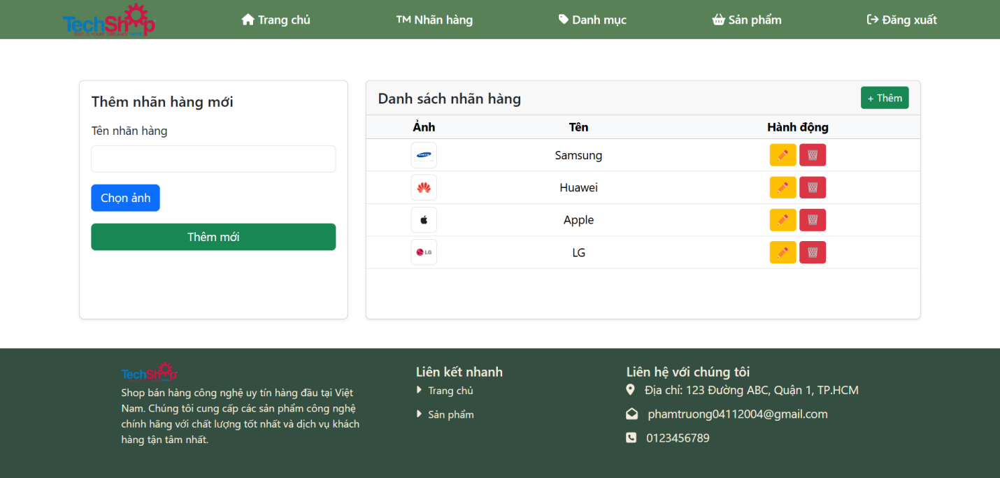 TechShop
Trang chủ
TM Nhãn hàng
Danh mục
Sản phẩm
Đăng xuất
Thêm nhãn hàng mới
Tên nhãn hàng
Chọn ảnh
Thêm mới
Danh sách nhãn hàng
+ Thêm
Ảnh Tên Hành động
Samsung
Huawei
Apple
LG LG
TechShop
Shop bán hàng công nghệ uy tín hàng đầu tại Việt
Nam. Chúng tôi cung cấp các sản phẩm công nghệ
chính hãng với chất lượng tốt nhất và dịch vụ khách
hàng tận tâm nhất.
Liên kết nhanh
Trang chủ
Sản phẩm
Liên hệ với chúng tôi
Địa chỉ: 123 Đường ABC, Quận 1, TP.HCM
phamtruong04112004@gmail.com
0123456789